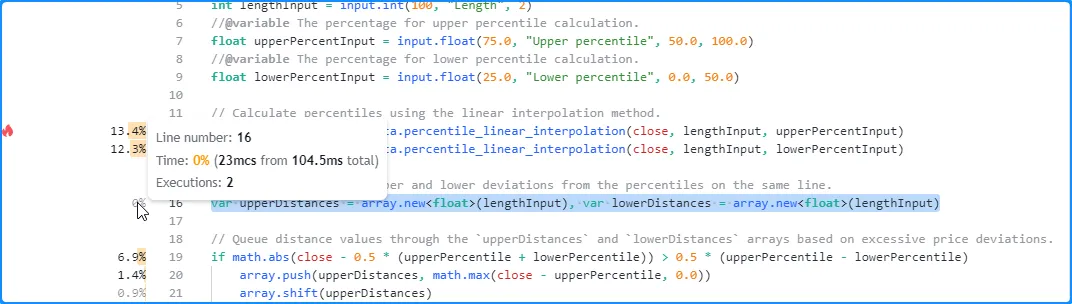 5 int lengthInput = input.int(100, "Length", 2)
6 //@variable The percentage for upper percentile calculation.
7 float upperPercentInput = input.float(75.0, "Upper percentile", 50.0, 100.0)
8 //@variable The percentage for lower percentile calculation.
9 float lowerPercentInput = input.float(25.0, "Lower percentile", 0.0, 50.0)
10
11 // Calculate percentiles using the linear interpolation method.
13.4% ta.percentile_linear_interpolation(close, lengthInput, upperPercentInput)
12.3% ta.percentile_linear_interpolation(close, lengthInput, lowerPercentInput)
Line number: 16
Time: 0% (23mcs from 104.5ms total)
Executions: 2
per and lower deviations from the percentiles on the same line.
0% 16 var upperDistances = array.new<float>(lengthInput), var lowerDistances = array.new<float>(lengthInput)
17
18 // Queue distance values through the `upperDistances` and `lowerDistances` arrays based on excessive price deviations.
6.9% 19 if math.abs(close - 0.5 * (upperPercentile + lowerPercentile)) > 0.5 * (upperPercentile - lowerPercentile)
1.4% 20 array.push(upperDistances, math.max(close - upperPercentile, 0.0))
0.9% 21 array.shift(upperDistances)